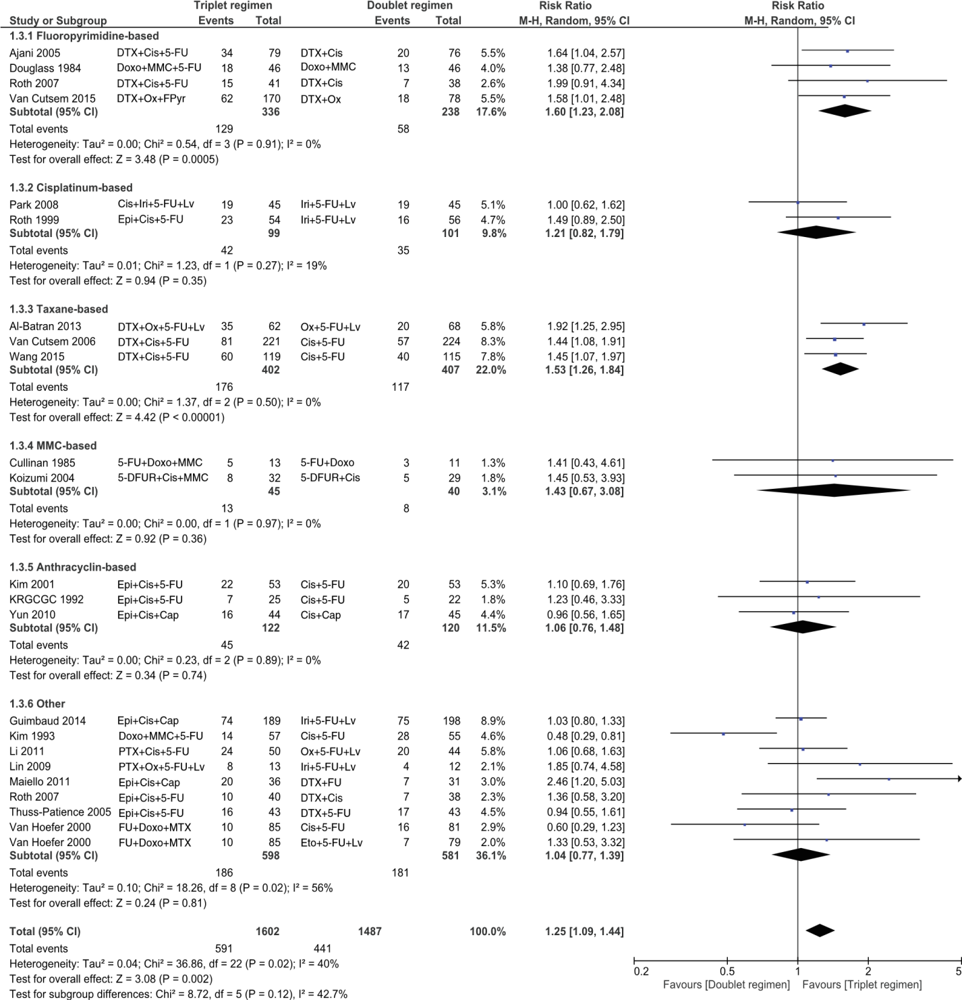 Triplet regimen Doublet regimen Risk Ratio Risk Ratio
Study or Subgroup Events Total Events Total M-H, Random, 95% CI M-H, Random, 95% CI
1.3.1 Fluoropyrimidine-based
Ajani 2005 DTX+Cis+5-FU 34 79 DTX+Cis 20 76 5.5% 1.64 [1.04, 2.57]
Douglass 1984 Doxo+MMC+5-FU 18 46 Doxo+MMC 13 46 4.0% 1.38 [0.77, 2.48]
Roth 2007 DTX+Cis+5-FU 15 41 DTX+Cis 7 38 2.6% 1.99 [0.91, 4.34]
Van Cutsem 2015 DTX+Ox+FPyr 62 170 DTX+Ox 18 78 5.5% 1.58 [1.01, 2.48]
Subtotal (95% CI) 336 238 17.6% 1.60 [1.23, 2.08]
Total events 129 58
Heterogeneity: Tau² = 0.00; Chi² = 0.54, df = 3 (P = 0.91); I² = 0%
Test for overall effect: Z = 3.48 (P = 0.0005)
1.3.2 Cisplatinum-based
Park 2008 Cis+Iri+5-FU+Lv 19 45 Iri+5-FU+Lv 19 45 5.1% 1.00 [0.62, 1.62]
Roth 1999 Epi+Cis+5-FU 23 54 Iri+5-FU+Lv 16 56 4.7% 1.49 [0.89, 2.50]
Subtotal (95% CI) 99 101 9.8% 1.21 [0.82, 1.79]
Total events 42 35
Heterogeneity: Tau² = 0.01; Chi² = 1.23, df = 1 (P = 0.27); I² = 19%
Test for overall effect: Z = 0.94 (P = 0.35)
1.3.3 Taxane-based
Al-Batran 2013 DTX+Ox+5-FU+Lv 35 62 Ox+5-FU+Lv 20 68 5.8% 1.92 [1.25, 2.95]
Van Cutsem 2006 DTX+Cis+5-FU 81 221 Cis+5-FU 57 224 8.3% 1.44 [1.08, 1.91]
Wang 2015 DTX+Cis+5-FU 60 119 Cis+5-FU 40 115 7.8% 1.45 [1.07, 1.97]
Subtotal (95% CI) 402 407 22.0% 1.53 [1.26, 1.84]
Total events 176 117
Heterogeneity: Tau² = 0.00; Chi² = 1.37, df = 2 (P = 0.50); I² = 0%
Test for overall effect: Z = 4.42 (P < 0.00001)
1.3.4 MMC-based
Cullinan 1985 5-FU+Doxo+MMC 5 13 5-FU+Doxo 3 11 1.3% 1.41 [0.43, 4.61]
Koizumi 2004 5-DFUR+Cis+MMC 8 32 5-DFUR+Cis 5 29 1.8% 1.45 [0.53, 3.93]
Subtotal (95% CI) 45 40 3.1% 1.43 [0.67, 3.08]
Total events 13 8
Heterogeneity: Tau² = 0.00; Chi² = 0.00, df = 1 (P = 0.97); I² = 0%
Test for overall effect: Z = 0.92 (P = 0.36)
1.3.5 Anthracyclin-based
Kim 2001 Epi+Cis+5-FU 22 53 Cis+5-FU 20 53 5.3% 1.10 [0.69, 1.76]
KRGCGC 1992 Epi+Cis+5-FU 7 25 Cis+5-FU 5 22 1.8% 1.23 [0.46, 3.33]
Yun 2010 Epi+Cis+Cap 16 44 Cis+Cap 17 45 4.4% 0.96 [0.56, 1.65]
Subtotal (95% CI) 122 120 11.5% 1.06 [0.76, 1.48]
Total events 45 42
Heterogeneity: Tau² = 0.00; Chi² = 0.23, df = 2 (P = 0.89); I² = 0%
Test for overall effect: Z = 0.34 (P = 0.74)
1.3.6 Other
Guimbaud 2014 Epi+Cis+Cap 74 189 Iri+5-FU+Lv 75 198 8.9% 1.03 [0.80, 1.33]
Kim 1993 Doxo+MMC+5-FU 14 57 Cis+5-FU 28 55 4.6% 0.48 [0.29, 0.81]
Li 2011 PTX+Cis+5-FU 24 50 Ox+5-FU+Lv 20 44 5.8% 1.06 [0.68, 1.63]
Lin 2009 PTX+Ox+5-FU+Lv 8 13 Iri+5-FU+Lv 4 12 2.1% 1.85 [0.74, 4.58]
Maiello 2011 Epi+Cis+Cap 20 36 DTX+FU 7 31 3.0% 2.46 [1.20, 5.03]
Roth 2007 Epi+Cis+5-FU 10 40 DTX+Cis 7 38 2.3% 1.36 [0.58, 3.20]
Thuss-Patience 2005 Epi+Cis+5-FU 16 43 DTX+5-FU 17 43 4.5% 0.94 [0.55, 1.61]
Van Hoefer 2000 FU+Doxo+MTX 10 85 Cis+5-FU 16 81 2.9% 0.60 [0.29, 1.23]
Van Hoefer 2000 FU+Doxo+MTX 10 85 Eto+5-FU+Lv 7 79 2.0% 1.33 [0.53, 3.32]
Subtotal (95% CI) 598 581 36.1% 1.04 [0.77, 1.39]
Total events 186 181
Heterogeneity: Tau² = 0.10; Chi² = 18.26, df = 8 (P = 0.02); I² = 56%
Test for overall effect: Z = 0.24 (P = 0.81)
Total (95% CI) 1602 1487 100.0% 1.25 [1.09, 1.44]
Total events 591 441
Heterogeneity: Tau² = 0.04; Chi² = 36.86, df = 22 (P = 0.02); I² = 40%
Test for overall effect: Z = 3.08 (P = 0.002)
Test for subgroup differences: Chi² = 8.72, df = 5 (P = 0.12), I² = 42.7%
0.2 0.5 1 2 5
Favours [Doublet regimen] Favours [Triplet regimen]